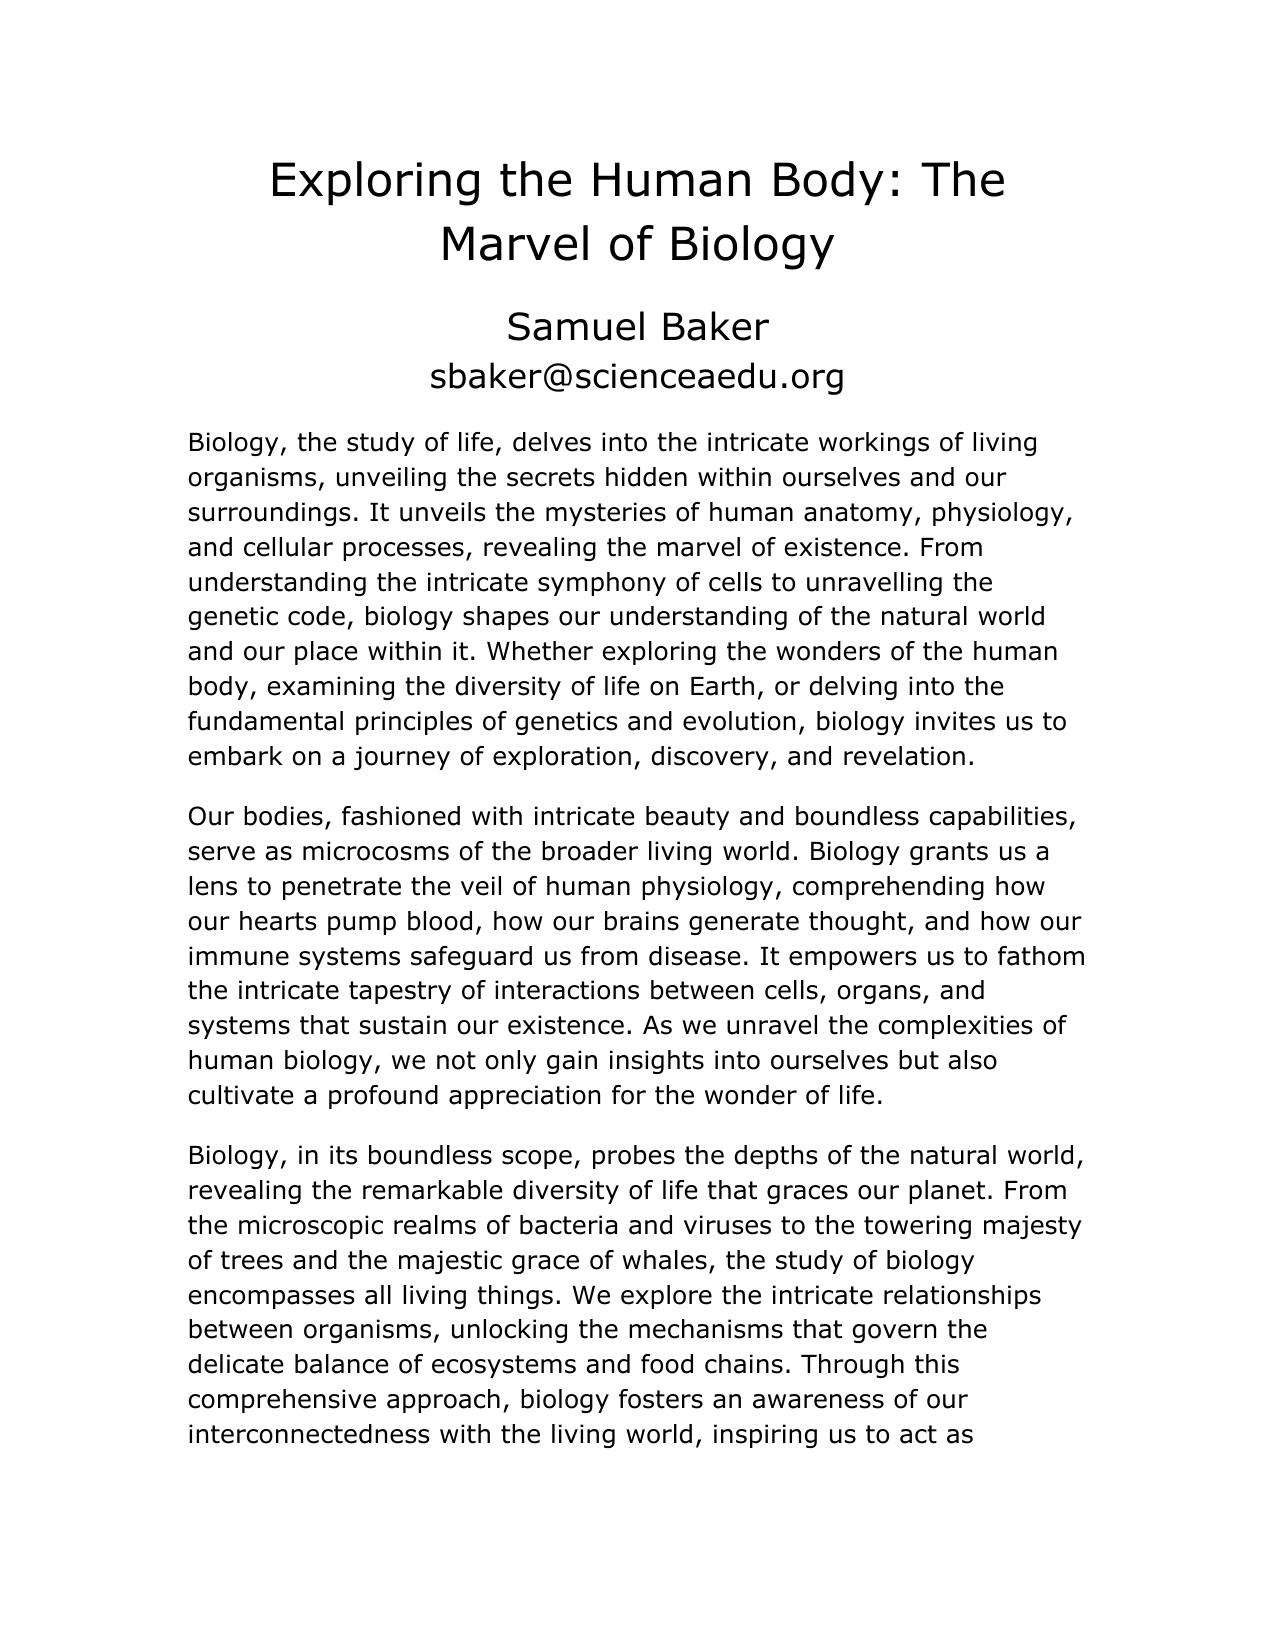 Exploring the Human Body: The
Marvel of Biology
Samuel Baker
sbaker@scienceaedu.org
Biology, the study of life, delves into the intricate workings of living
organisms, unveiling the secrets hidden within ourselves and our
surroundings. It unveils the mysteries of human anatomy, physiology,
and cellular processes, revealing the marvel of existence. From
understanding the intricate symphony of cells to unravelling the
genetic code, biology shapes our understanding of the natural world
and our place within it. Whether exploring the wonders of the human
body, examining the diversity of life on Earth, or delving into the
fundamental principles of genetics and evolution, biology invites us to
embark on a journey of exploration, discovery, and revelation.
Our bodies, fashioned with intricate beauty and boundless capabilities,
serve as microcosms of the broader living world. Biology grants us a
lens to penetrate the veil of human physiology, comprehending how
our hearts pump blood, how our brains generate thought, and how our
immune systems safeguard us from disease. It empowers us to fathom
the intricate tapestry of interactions between cells, organs, and
systems that sustain our existence. As we unravel the complexities of
human biology, we not only gain insights into ourselves but also
cultivate a profound appreciation for the wonder of life.
Biology, in its boundless scope, probes the depths of the natural world,
revealing the remarkable diversity of life that graces our planet. From
the microscopic realms of bacteria and viruses to the towering majesty
of trees and the majestic grace of whales, the study of biology
encompasses all living things. We explore the intricate relationships
between organisms, unlocking the mechanisms that govern the
delicate balance of ecosystems and food chains. Through this
comprehensive approach, biology fosters an awareness of our
interconnectedness with the living world, inspiring us to act as